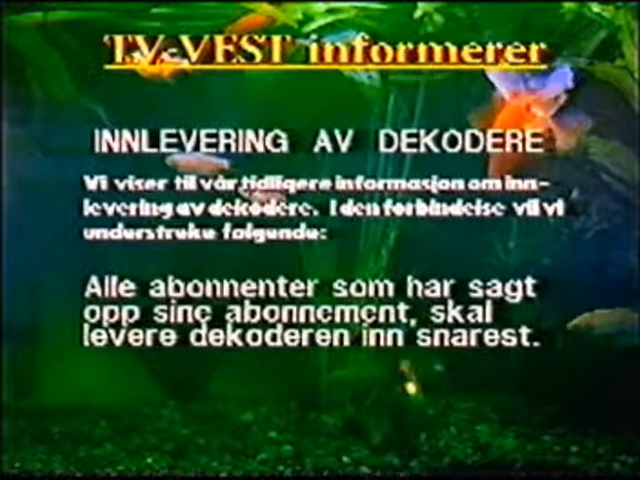 TV-VEST informerer
INNLEVERING AV DEKODERE
Vi viser til vår tidligere informasjon om inn-
levering av dekodere. I den forbindelse vil vi
understreke følgende:
Alle abonnenter som har sagt
opp sine abonnement, skal
levere dekoderen inn snarest.